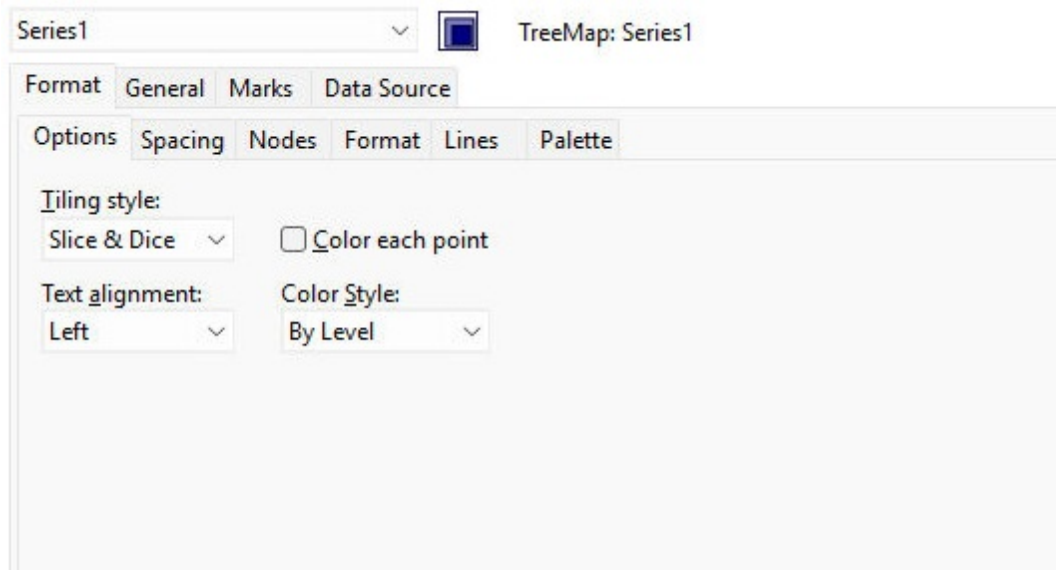 Series1 TreeMap: Series1
Format General Marks Data Source
Options Spacing Nodes Format Lines Palette
Tiling style:
Slice & Dice Color each point
Text alignment: Color Style:
Left By Level